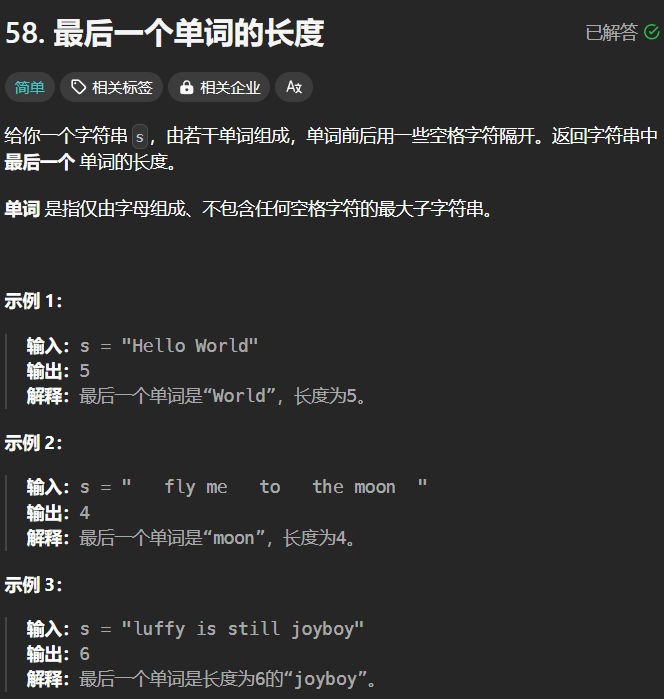 58. 最后一个单词的长度
已解答
简单
相关标签
相关企业
给你一个字符串 s，由若干单词组成，单词前后用一些空格字符隔开。返回字符串中
最后一个 单词的长度。
单词 是指仅由字母组成、不包含任何空格字符的最大子字符串。
示例 1：
输入：s = "Hello World"
输出：5
解释：最后一个单词是“World”，长度为5。
示例 2：
输入：s = "   fly me   to   the moon  "
输出：4
解释：最后一个单词是“moon”，长度为4。
示例 3：
输入：s = "luffy is still joyboy"
输出：6
解释：最后一个单词是长度为6的“joyboy”。